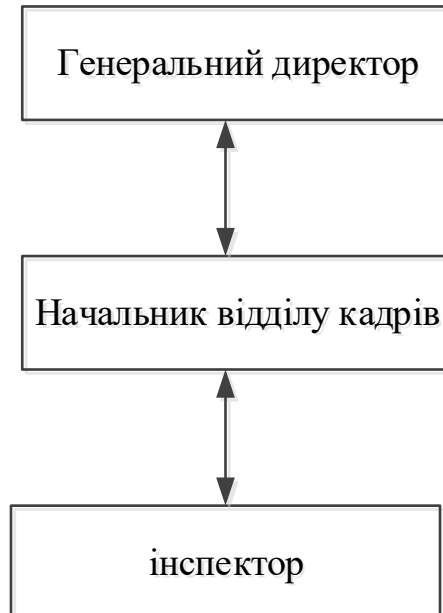 Генеральний директор
Начальник відділу кадрів
інспектор